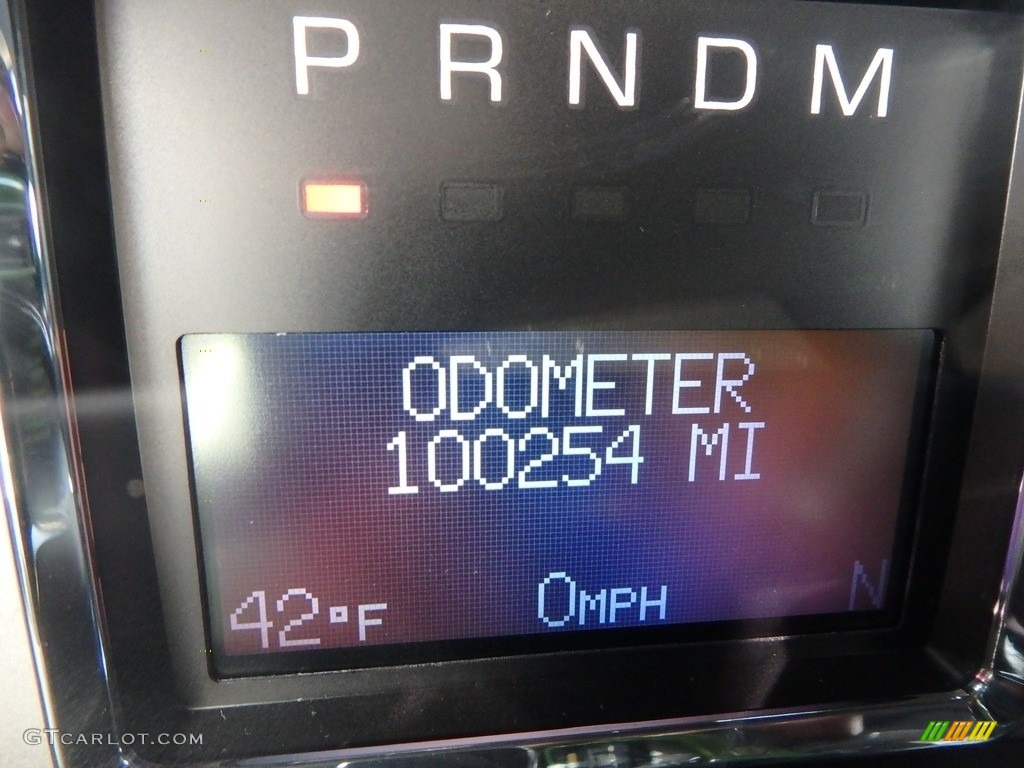 P R N D M
ODOMETER
100254 MI
42°F 0MPH N
GTCARLOT.COM